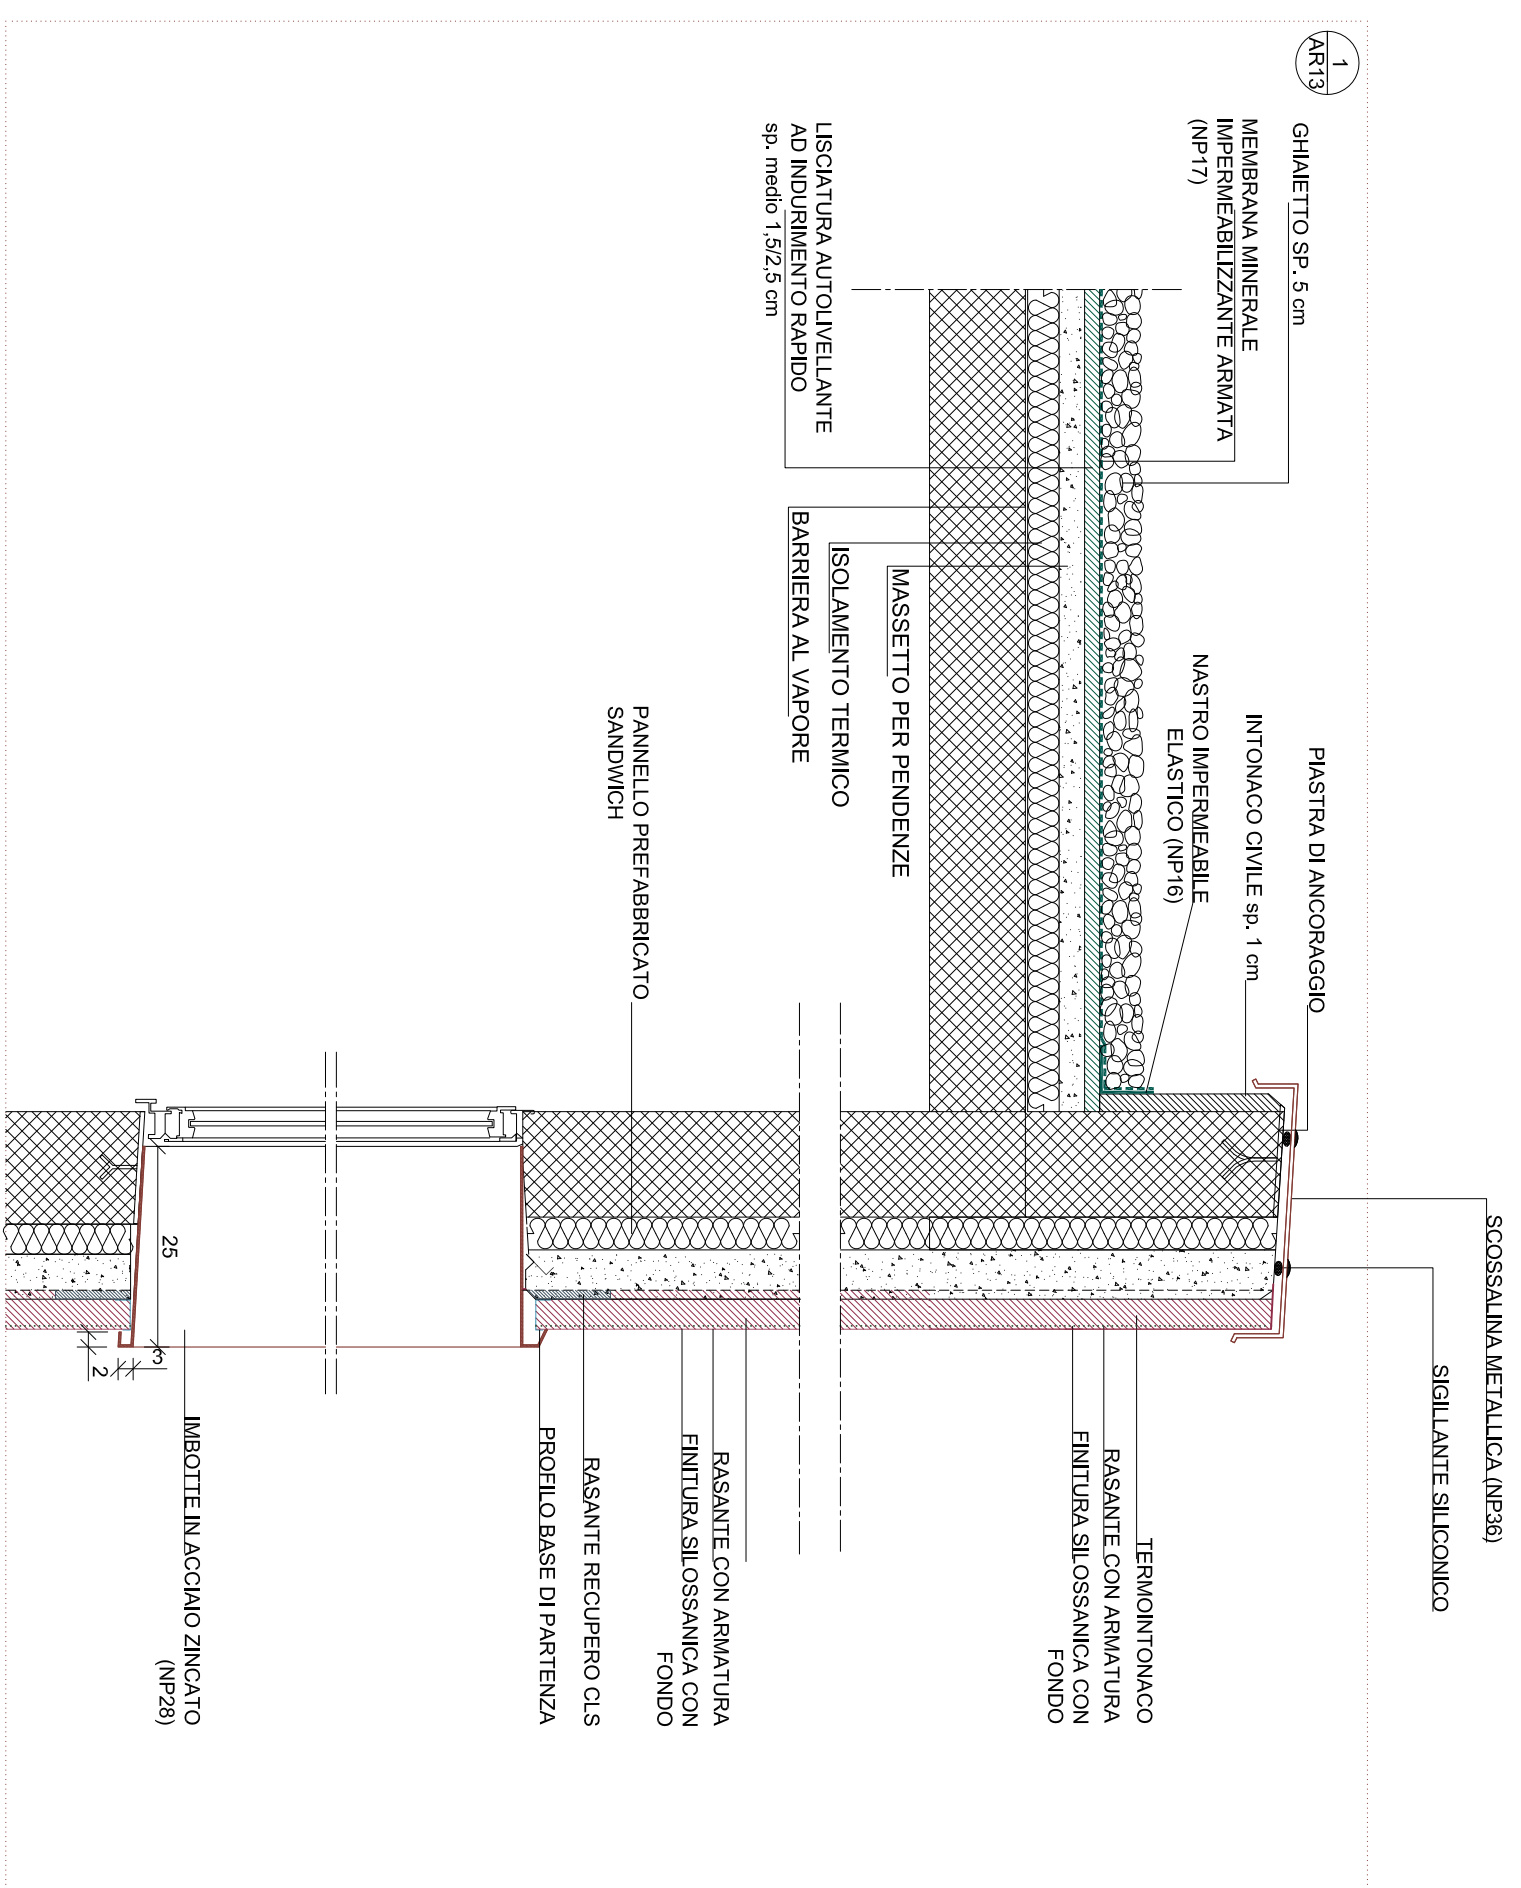 1
AR13
GHIAIETTO SP. 5 cm
MEMBRANA MINERALE
IMPERMEABILIZZANTE ARMATA
(NP17)
LISCIATURA AUTOLIVELLANTE
AD INDURIMENTO RAPIDO
sp. medio 1,5/2,5 cm
BARRIERA AL VAPORE
ISOLAMENTO TERMICO
MASSETTO PER PENDENZE
PIASTRA DI ANCORAGGIO
INTONACO CIVILE sp. 1 cm
NASTRO IMPERMEABILE
ELASTICO (NP16)
PANNELLO PREFABBRICATO
SANDWICH
SCOSSALINA METALLICA (NP36)
SIGILLANTE SILICONICO
TERMOINTONACO
RASANTE CON ARMATURA
FINITURA SILOSSANICA CON
FONDO
RASANTE CON ARMATURA
FINITURA SILOSSANICA CON
FONDO
RASANTE RECUPERO CLS
PROFILO BASE DI PARTENZA
IMBOTTE IN ACCIAIO ZINCATO
(NP28)
25
3
2